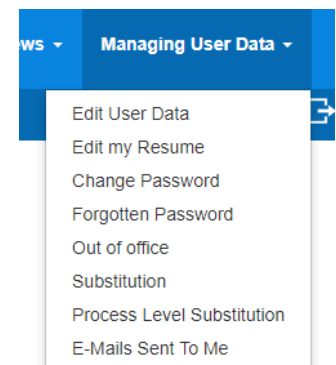 ews
Managing User Data
Edit User Data
Edit my Resume
Change Password
Forgotten Password
Out of office
Substitution
Process Level Substitution
E-Mails Sent To Me